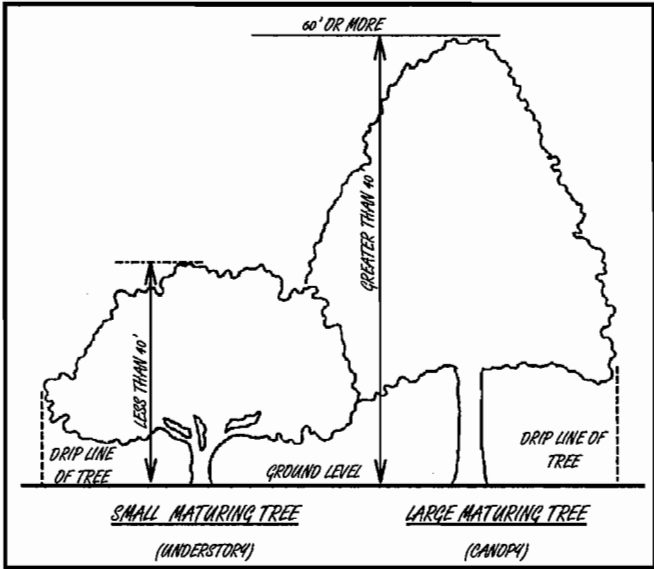 60' OR MORE
GREATER THAN 40'
LESS THAN 40'
DRIP LINE
OF TREE
GROUND LEVEL
DRIP LINE OF
TREE
SMALL MATURING TREE
LARGE MATURING TREE
(UNDERSTORY)
(CANOPY)